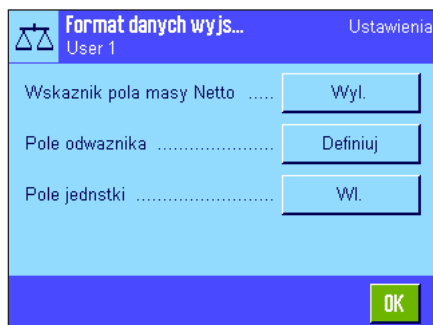 Format danych wyjs... Ustawienia
User 1
Wskaznik pola masy Netto ..... Wyl.
Pole odwaznika ...................... Definiuj
Pole jednstki .......................... Wl.
OK